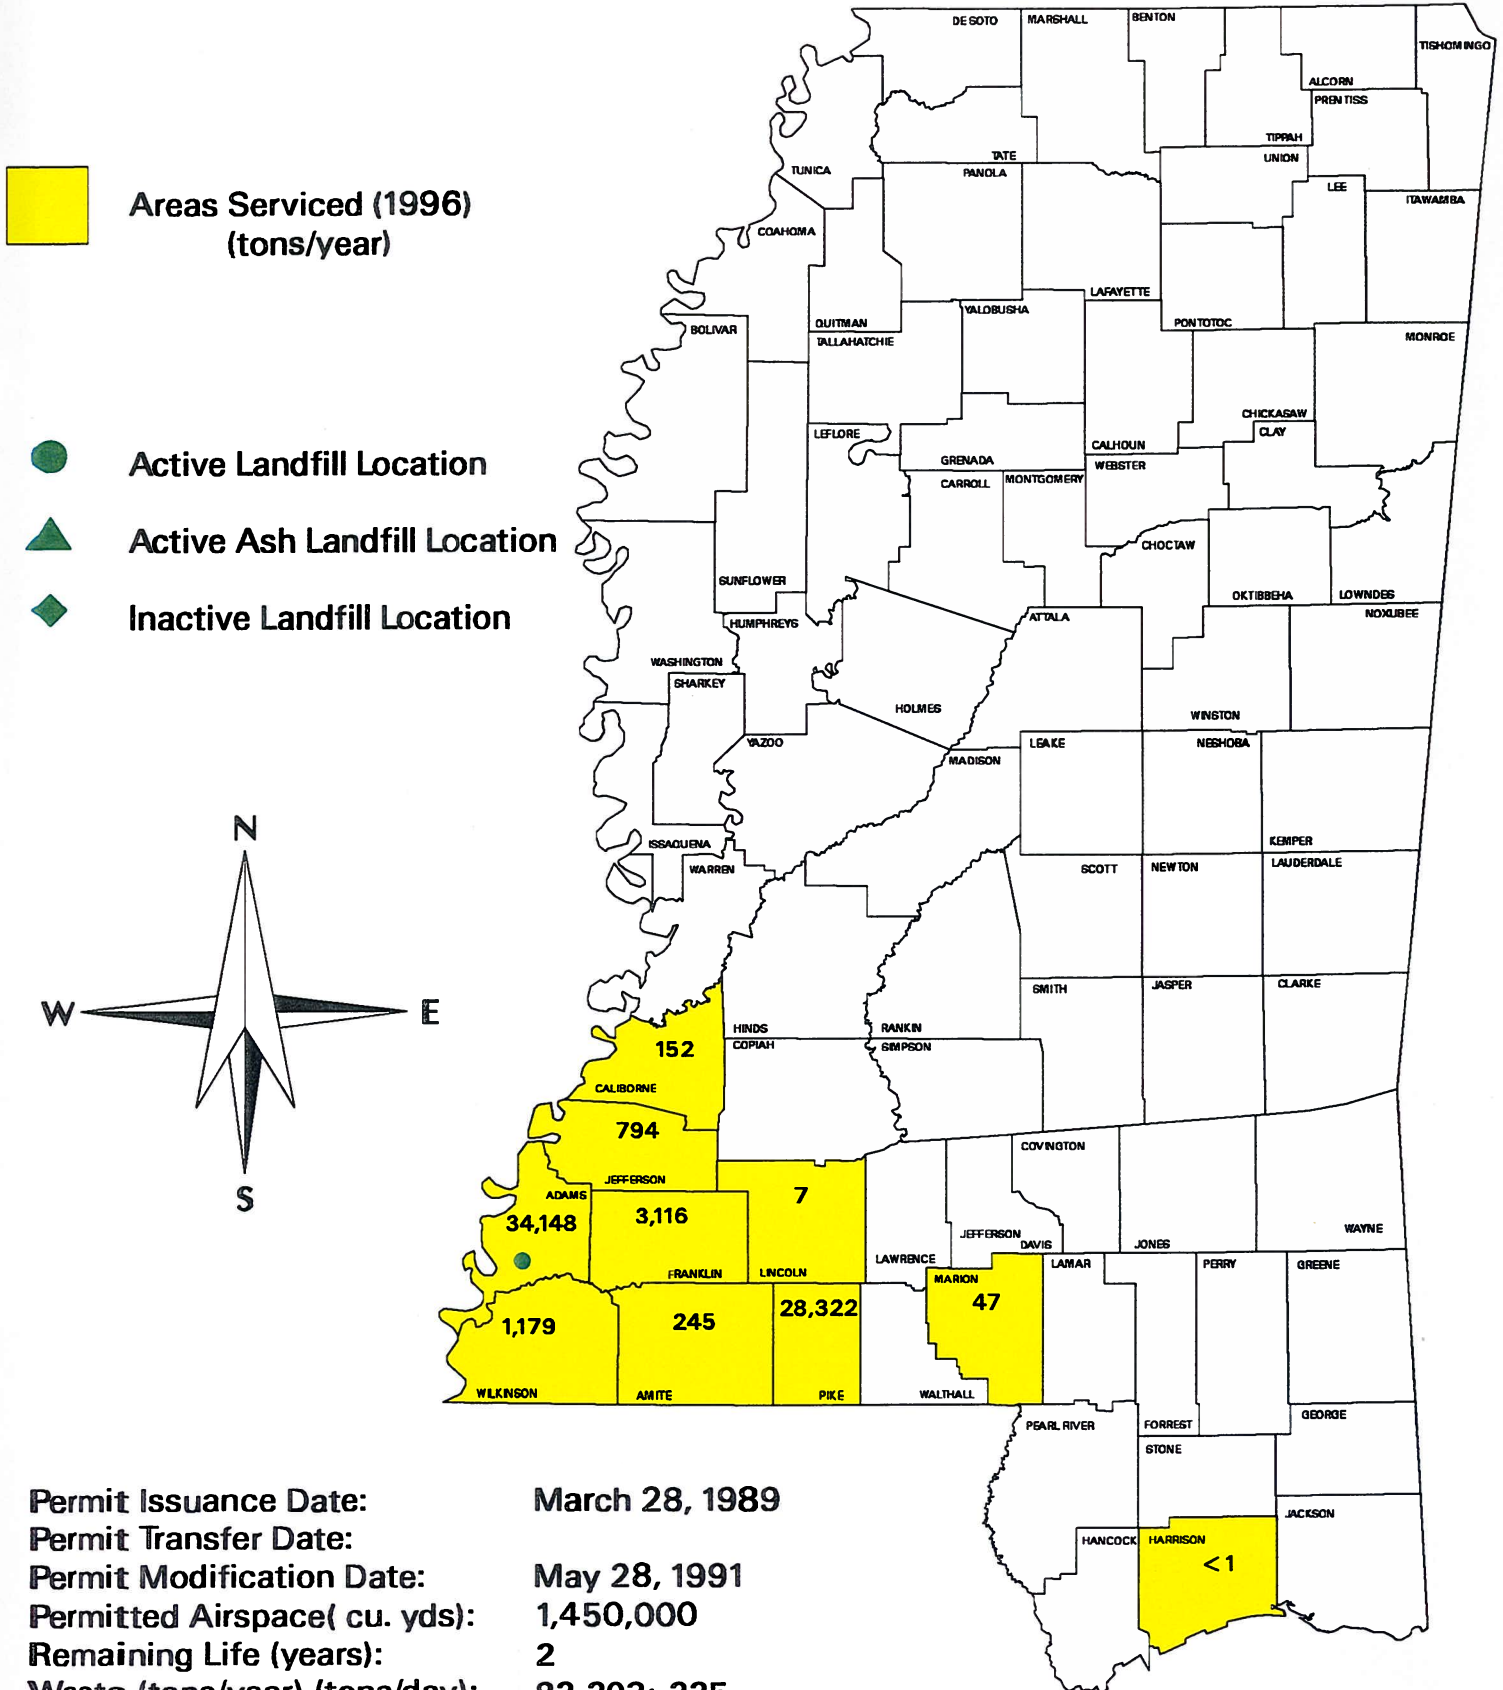 DESOTO
MARSHALL
BENTON
TISHOMINGO
ALCORN
PRENTISS
TIPPAH
UNION
TATE
TUNICA
PANOLA
LEE
ITAWAMBA
Areas Serviced (1996)
(tons/year)
COAHOMA
LAFAYETTE
YALOBUSHA
QUITMAN
PONTOTOC
BOLIVAR
TALLAHATCHIE
MONROE
CHICKASAW
CLAY
LEFLORE
CALHOUN
GRENADA
WEBSTER
Active Landfill Location
CARROLL
MONTGOMERY
Active Ash Landfill Location
CHOCTAW
SUNFLOWER
OKTIBBEHA
LOWNDES
Inactive Landfill Location
HUMPHREYS
ATTALA
NOXUBEE
WASHINGTON
SHARKEY
HOLMES
WINSTON
YAZOO
LEAKE
NESHOBA
MADISON
N
ISSAQUENA
KEMPER
WARREN
SCOTT
NEWTON
LAUDERDALE
SMITH
JASPER
CLARKE
W
E
HINDS
RANKIN
152
COPIAH
SIMPSON
CALIBORNE
794
COVINGTON
JEFFERSON
S
ADAMS
7
34,148
3,116
WAYNE
JEFFERSON
DAVIS
JONES
LAWRENCE
LAMAR
PERRY
GREENE
FRANKLIN
LINCOLN
MARION
47
28,322
1,179
245
WILKINSON
AMITE
PIKE
WALTHALL
PEARL RIVER
FORREST
GEORGE
STONE
Permit Issuance Date: March 28, 1989
JACKSON
Permit Transfer Date:
HANCOCK
HARRISON
<1
Permit Modification Date: May 28, 1991
Permitted Airspace( cu. yds): 1,450,000
Remaining Life (years): 2